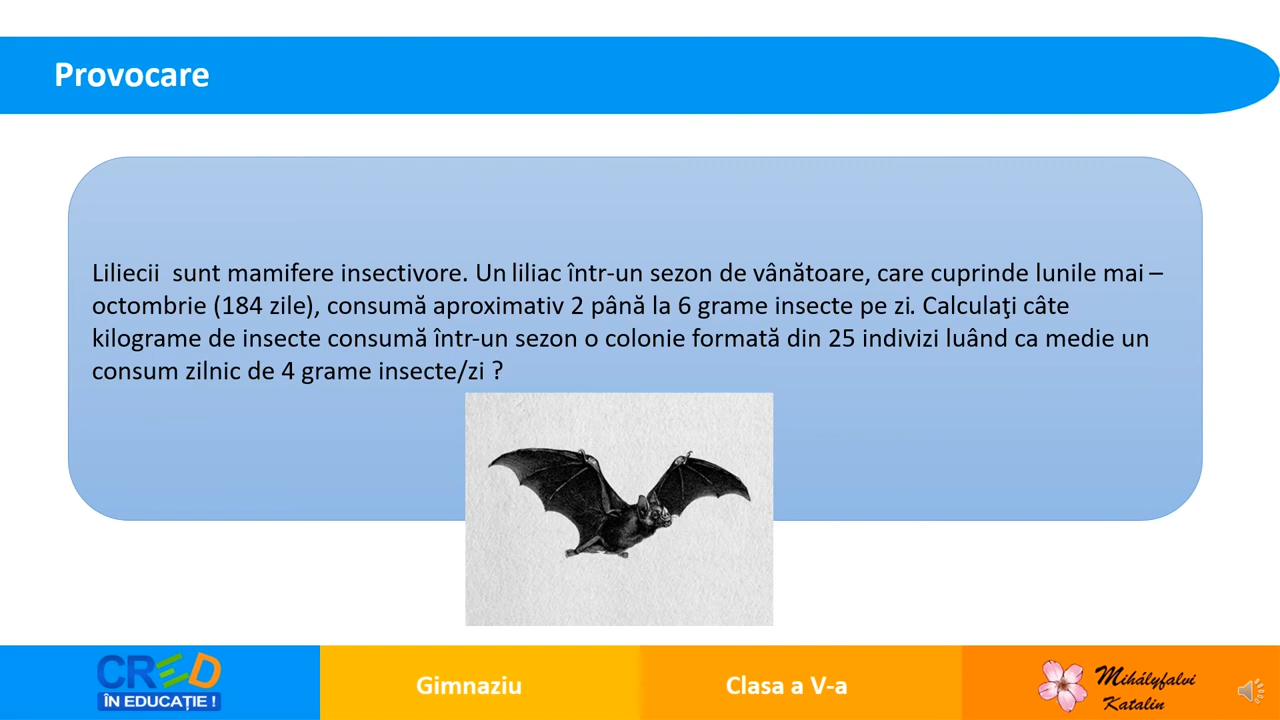 Provocare
Liliecii  sunt mamifere insectivore. Un liliac într-un sezon de vânătoare, care cuprinde lunile mai –
octombrie (184 zile), consumă aproximativ 2 până la 6 grame insecte pe zi. Calculaţi câte
kilograme de insecte consumă într-un sezon o colonie formată din 25 indivizi luând ca medie un
consum zilnic de 4 grame insecte/zi ?
CRED
ÎN EDUCAȚIE !
Gimnaziu
Clasa a V-a
Mihályfalvi
Katalin